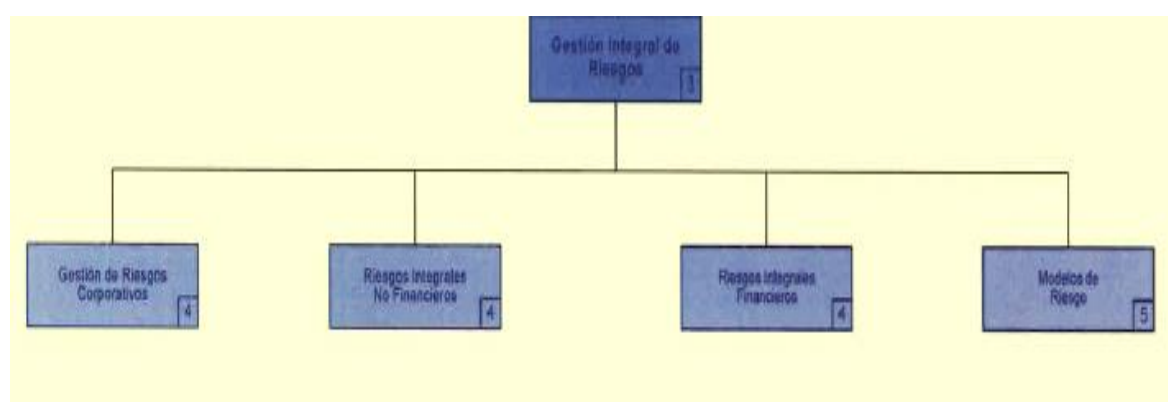 Gestión Integral de
Riesgos
3
Gestión de Riesgos
Corporativos
4
Riesgos Integrales
No Financieros
4
Riesgos Integrales
Financieros
4
Modelos de
Riesgo
5